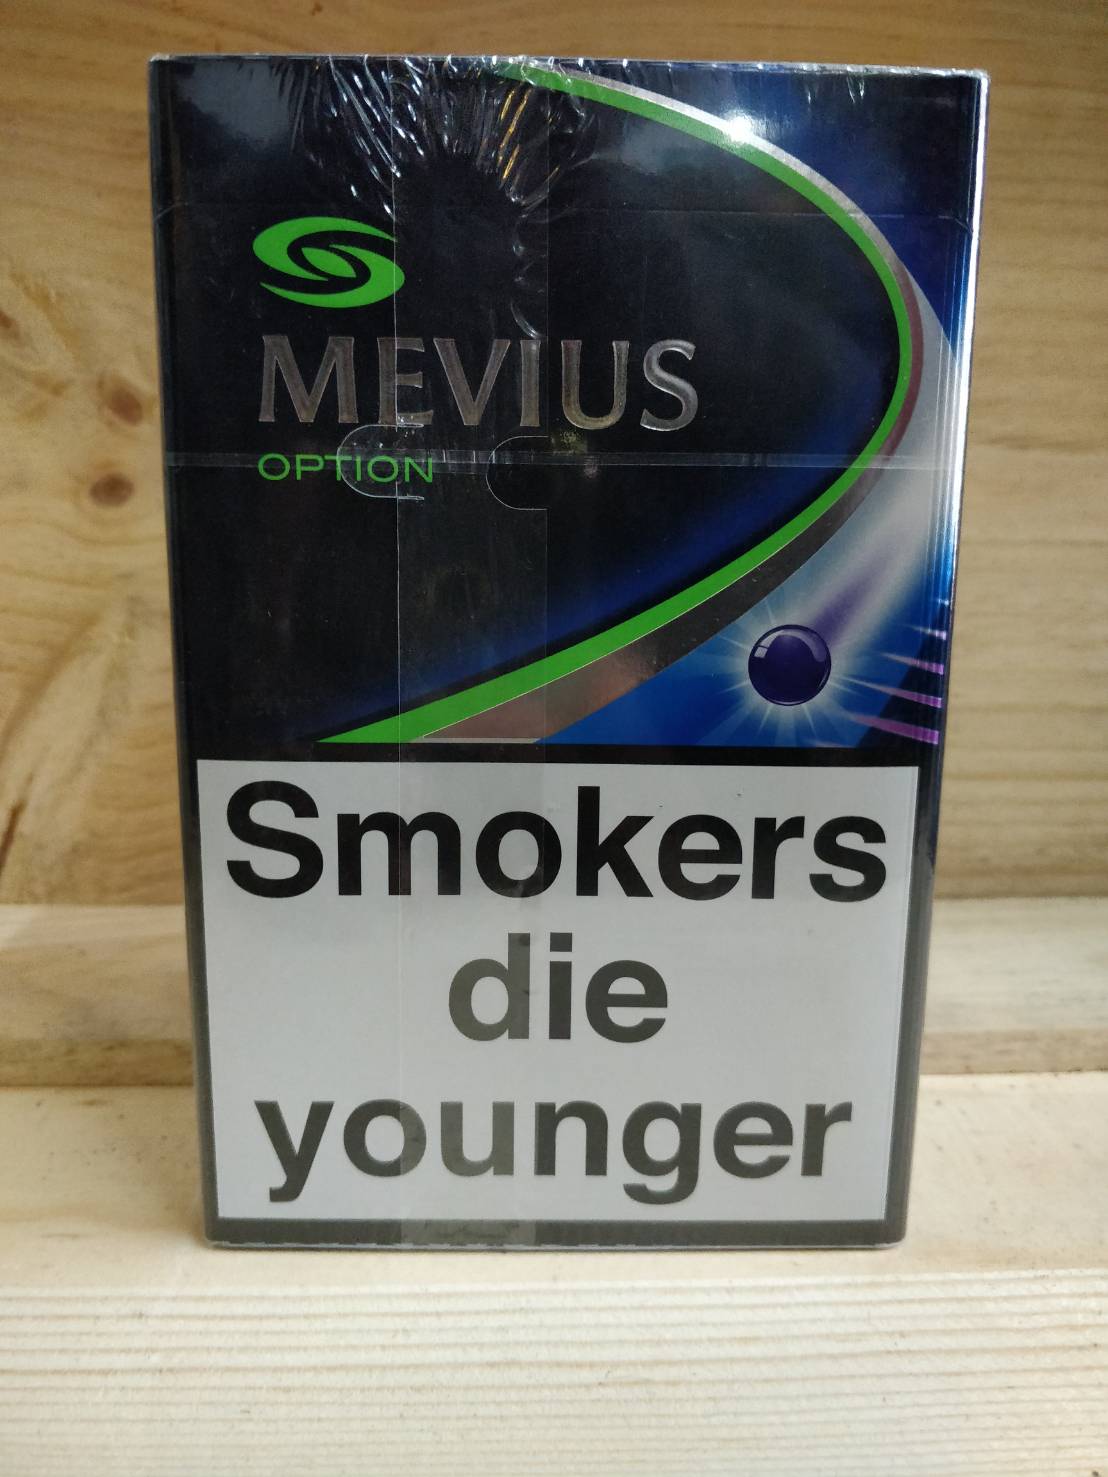 MEVIUS
OPTION
Smokers
die
younger